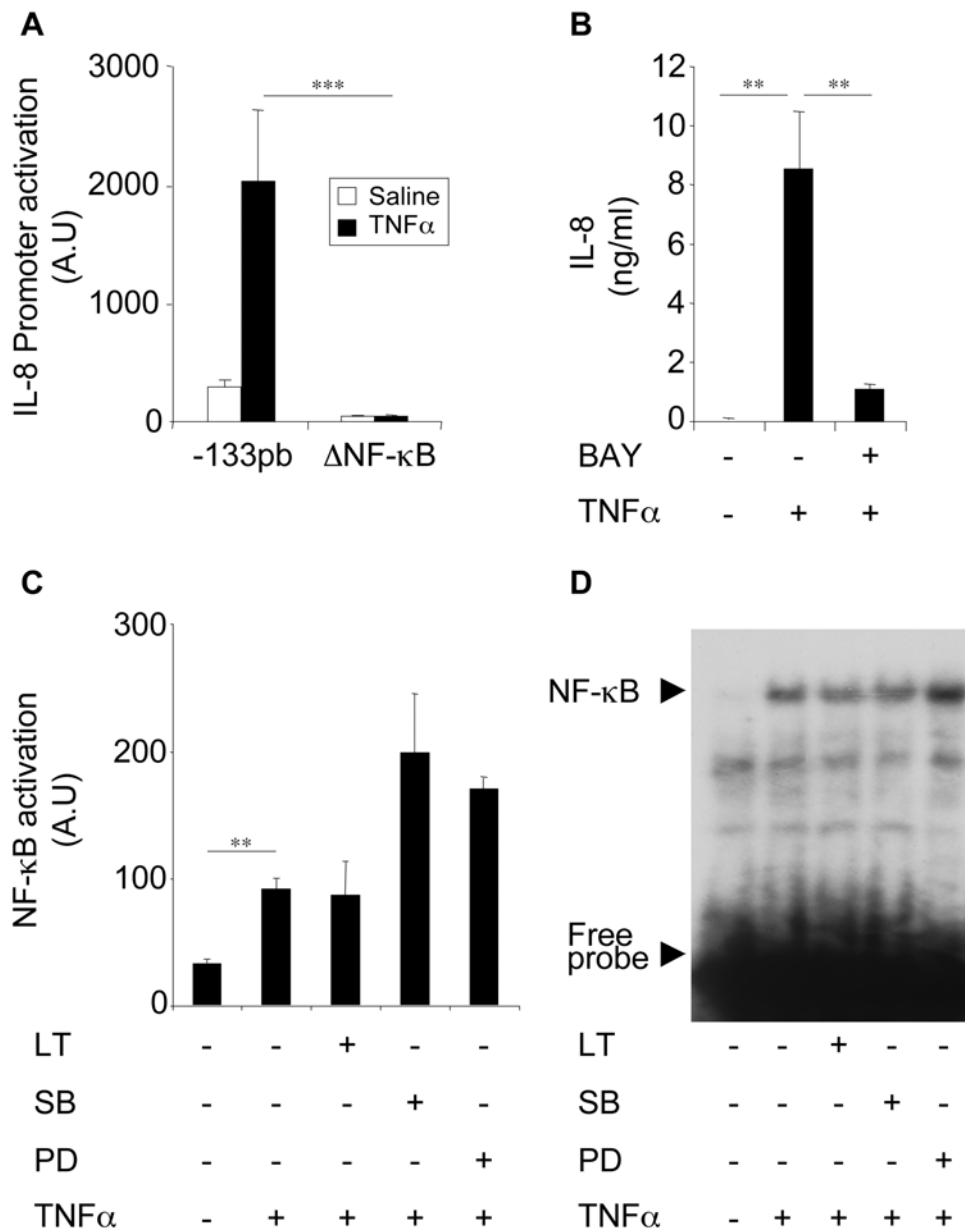 A
IL-8 Promoter activation
(A.U)
3000
2000
1000
0
***
Saline
TNFα
-133pb ΔNF-κB
B
IL-8
(ng/ml)
12
10
8
6
4
2
0
** **
BAY - - +
TNFα - + +
C
NF-κB activation
(A.U)
300
200
100
0
**
LT - - + - -
SB - - - + -
PD - - - - +
TNFα - + + + +
D
NF-κB
Free
probe
LT - - + - -
SB - - - + -
PD - - - - +
TNFα - + + + +